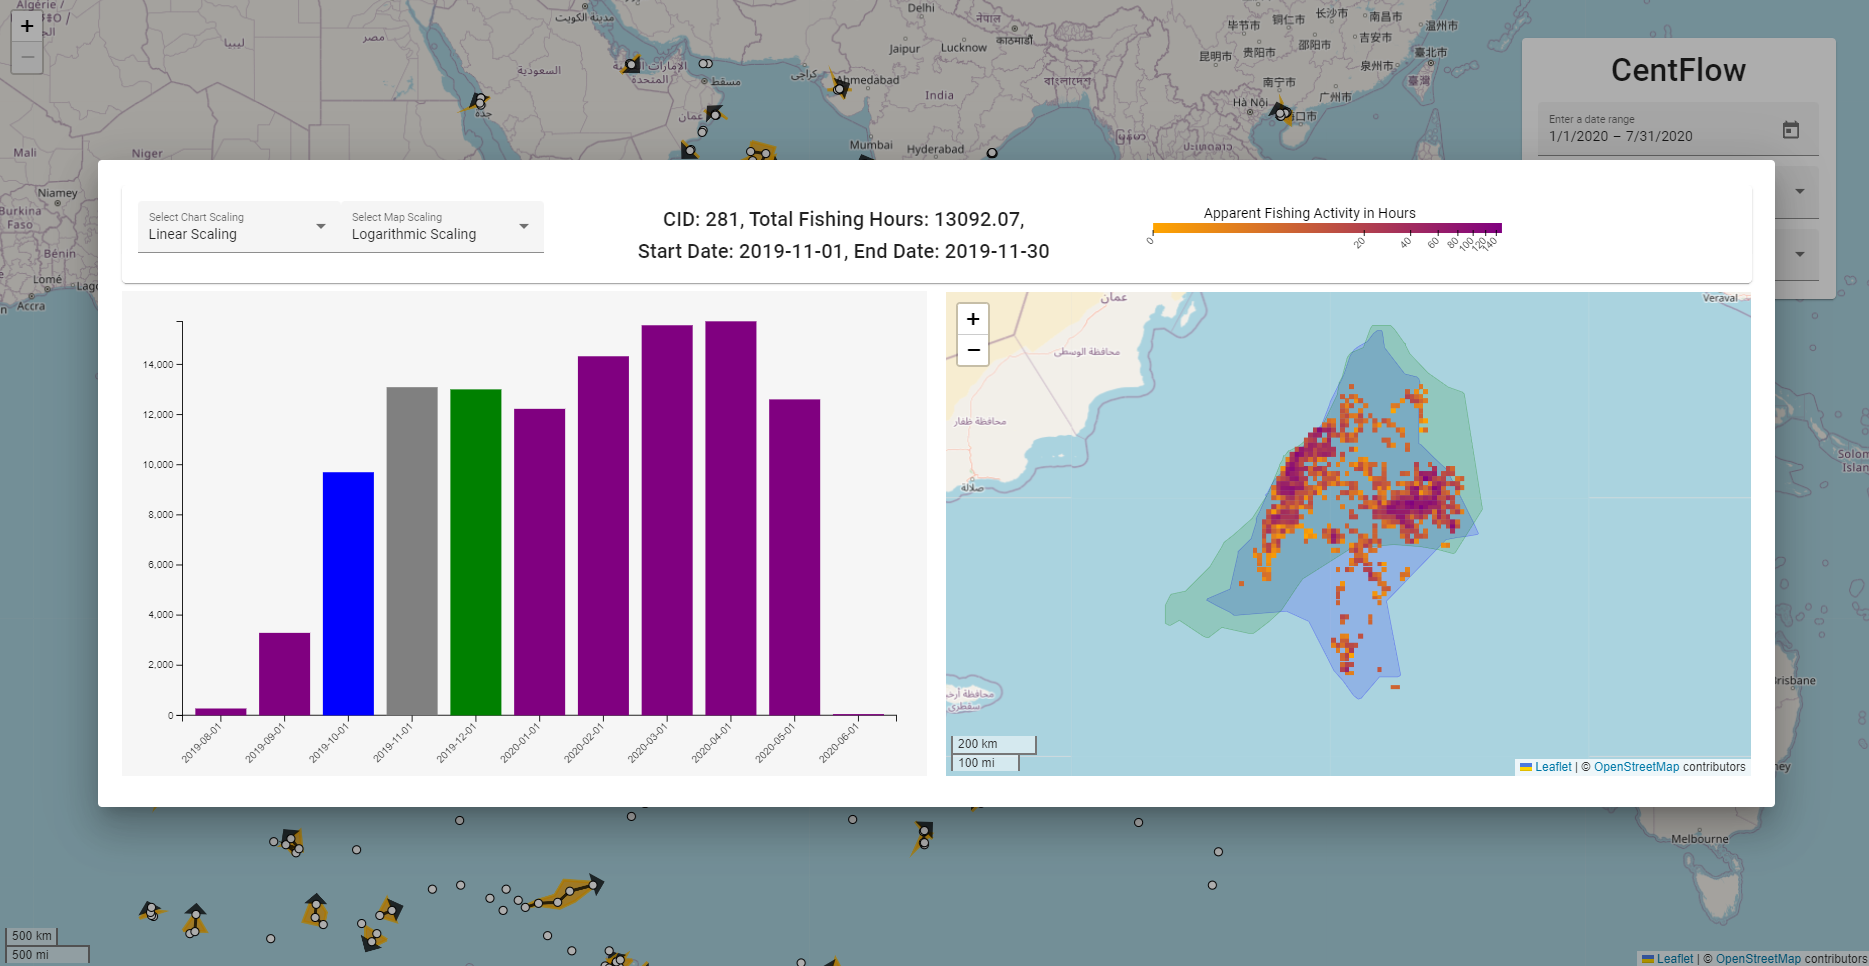 Algérie /
ليبيا
مصر
السعودية
مدينة الكويت
الإمارات العربية
المتحدة
مسقط
عمان
جدة
کراچی
Delhi
Jaipur
Lucknow
नेपाल
काठमाडौं
Ahmedabad
India
বাংলাদেশ
Mumbai
Hyderabad
Hà Nội
海口市
毕节市
铜仁市
长沙市
南昌市
温州市
昆明市
贵阳市
邵阳市
吉安市
臺北市
泉州市
南宁市
广州市
臺灣
Mali
Niger
Niamey
Burkina
Faso
Bénin
Lomé
Lagos
Accra
+
−
CentFlow
Enter a date range
1/1/2020 – 7/31/2020
Select Chart Scaling
Linear Scaling
Select Map Scaling
Logarithmic Scaling
CID: 281, Total Fishing Hours: 13092.07,
Start Date: 2019-11-01, End Date: 2019-11-30
Apparent Fishing Activity in Hours
0
20
40
60
80
100
120
140
14,000
12,000
10,000
8,000
6,000
4,000
2,000
0
2019-08-01
2019-09-01
2019-10-01
2019-11-01
2019-12-01
2020-01-01
2020-02-01
2020-03-01
2020-04-01
2020-05-01
2020-06-01
+
−
عمان
محافظة الوسطى
محافظة ظفار
صلالة
Veraval
محافظة أرخبيل
سقطرى
200 km
100 mi
Leaflet | © OpenStreetMap contributors
Solomon
Islands
Brisbane
Melbourne
500 km
500 mi
Leaflet | © OpenStreetMap contributors